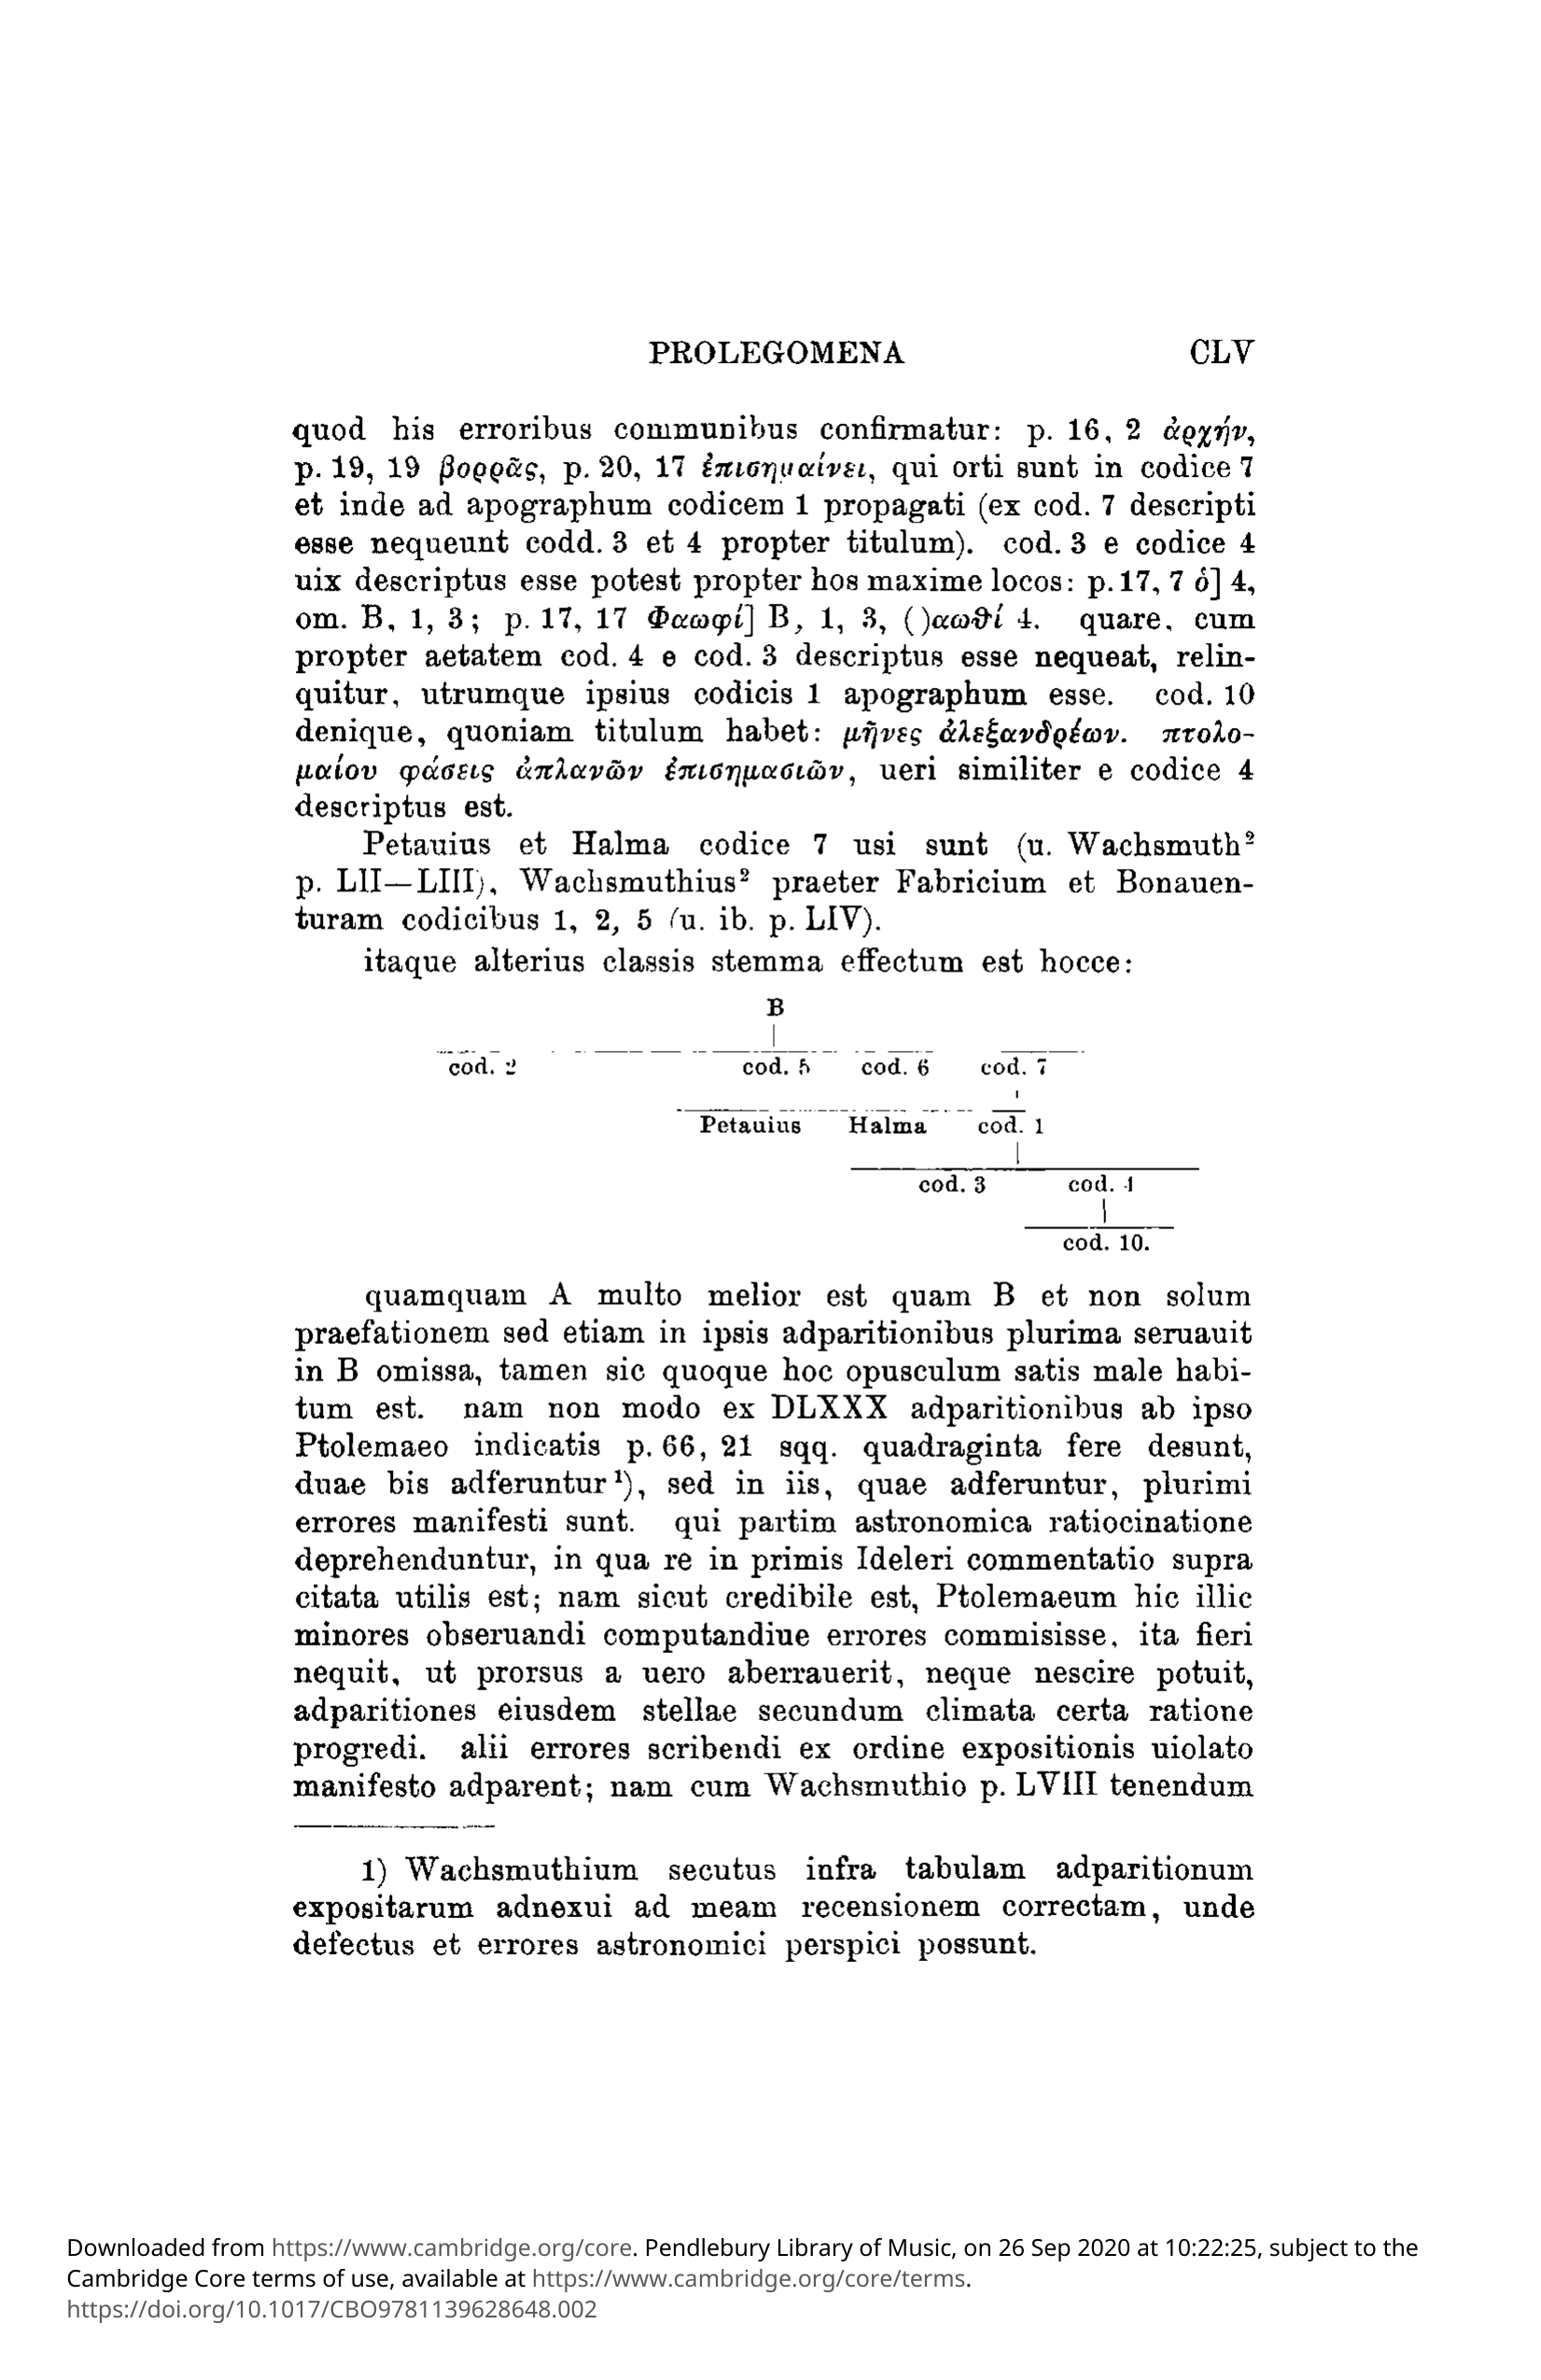 PROLEGOMENA CLV
quod his erroribus communibus confirmatur: p. 16, 2 ἀρχήν,
p. 19, 19 βορρᾶς, p. 20, 17 ἐπισημαίνει, qui orti sunt in codice 7
et inde ad apographum codicem 1 propagati (ex cod. 7 descripti
esse nequeunt codd. 3 et 4 propter titulum). cod. 3 e codice 4
uix descriptus esse potest propter hos maxime locos: p. 17, 7 ὁ] 4,
om. B, 1, 3; p. 17, 17 Φαωφί] B, 1, 3, ( )αωθί 4. quare, cum
propter aetatem cod. 4 e cod. 3 descriptus esse nequeat, relin-
quitur, utrumque ipsius codicis 1 apographum esse. cod. 10
denique, quoniam titulum habet: μῆνες ἀλεξανδρέων. πτολο-
μαίου φάσεις ἀπλανῶν ἐπισημασιῶν, ueri similiter e codice 4
descriptus est.
Petauius et Halma codice 7 usi sunt (u. Wachsmuth²
p. LII—LIII), Wachsmuthius² praeter Fabricium et Bonauen-
turam codicibus 1, 2, 5 (u. ib. p. LIV).
itaque alterius classis stemma effectum est hocce:
B
cod. 2 cod. 5 cod. 6 cod. 7
Petauius Halma cod. 1
cod. 3 cod. 4
cod. 10.
quamquam A multo melior est quam B et non solum
praefationem sed etiam in ipsis adparitionibus plurima seruauit
in B omissa, tamen sic quoque hoc opusculum satis male habi-
tum est. nam non modo ex DLXXX adparitionibus ab ipso
Ptolemaeo indicatis p. 66, 21 sqq. quadraginta fere desunt,
duae bis adferuntur¹), sed in iis, quae adferuntur, plurimi
errores manifesti sunt. qui partim astronomica ratiocinatione
deprehenduntur, in qua re in primis Ideleri commentatio supra
citata utilis est; nam sicut credibile est, Ptolemaeum hic illic
minores obseruandi computandiue errores commisisse, ita fieri
nequit, ut prorsus a uero aberrauerit, neque nescire potuit,
adparitiones eiusdem stellae secundum climata certa ratione
progredi. alii errores scribendi ex ordine expositionis uiolato
manifesto adparent; nam cum Wachsmuthio p. LVIII tenendum
1) Wachsmuthium secutus infra tabulam adparitionum
expositarum adnexui ad meam recensionem correctam, unde
defectus et errores astronomici perspici possunt.
Downloaded from https://www.cambridge.org/core. Pendlebury Library of Music, on 26 Sep 2020 at 10:22:25, subject to the
Cambridge Core terms of use, available at https://www.cambridge.org/core/terms.
https://doi.org/10.1017/CBO9781139628648.002